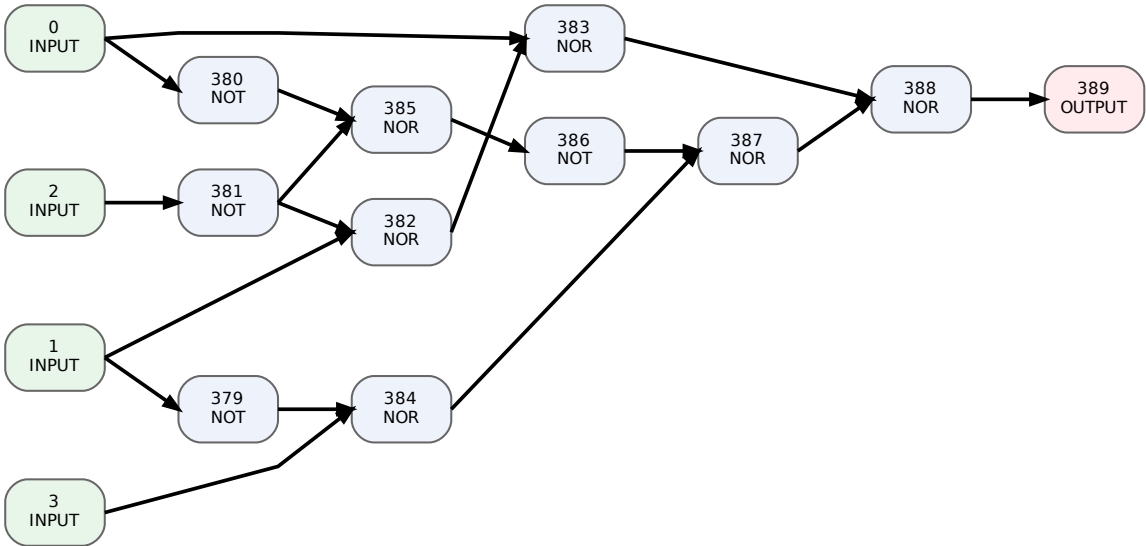 0
INPUT
383
NOR
380
NOT
388
NOR
389
OUTPUT
385
NOR
386
NOT
387
NOR
2
INPUT
381
NOT
382
NOR
1
INPUT
379
NOT
384
NOR
3
INPUT